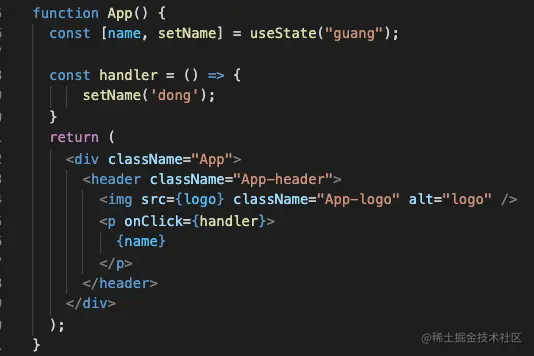 function App() {
  const [name, setName] = useState("guang");

  const handler = () => {
      setName('dong');
  }
  return (
    <div className="App">
      <header className="App-header">
        <img src={logo} className="App-logo" alt="logo" />
        <p onClick={handler}>
          {name}
        </p>
      </header>
    </div>
  );
}
@稀土掘金技术社区